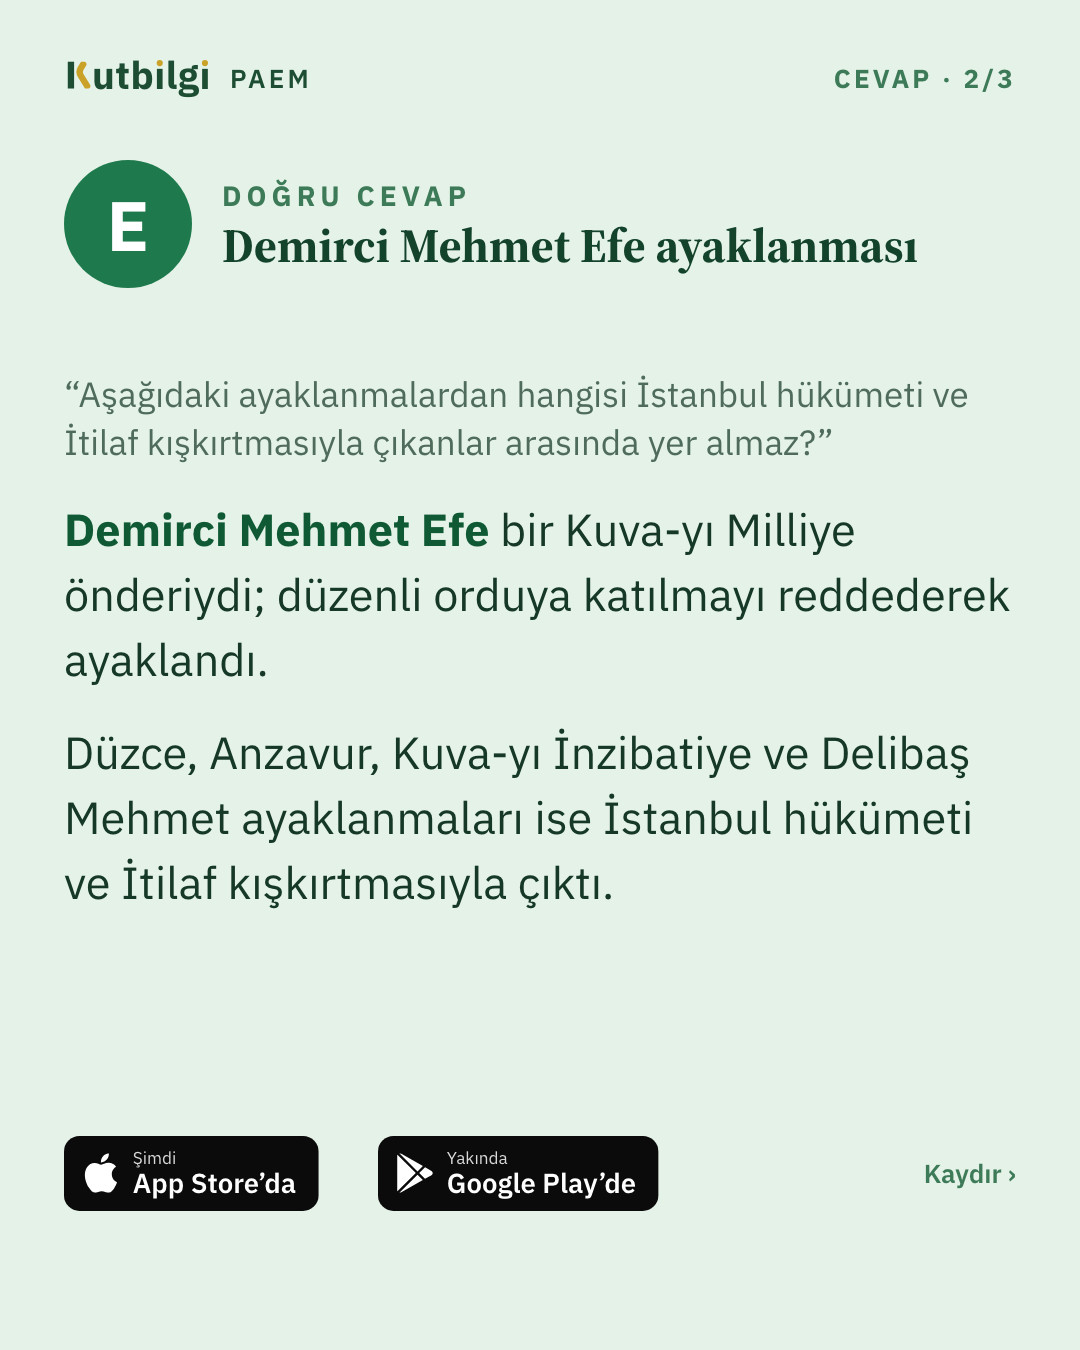 Kutbilgi PAEM
CEVAP · 2/3
E
DOĞRU CEVAP
Demirci Mehmet Efe ayaklanması
“Aşağıdaki ayaklanmalardan hangisi İstanbul hükümeti ve
İtilaf kışkırtmasıyla çıkanlar arasında yer almaz?”
Demirci Mehmet Efe bir Kuva-yı Milliye
önderiydi; düzenli orduya katılmayı reddederek
ayaklandı.
Düzce, Anzavur, Kuva-yı İnzibatiye ve Delibaş
Mehmet ayaklanmaları ise İstanbul hükümeti
ve İtilaf kışkırtmasıyla çıktı.
Şimdi
App Store’da
Yakında
Google Play’de
Kaydır ›